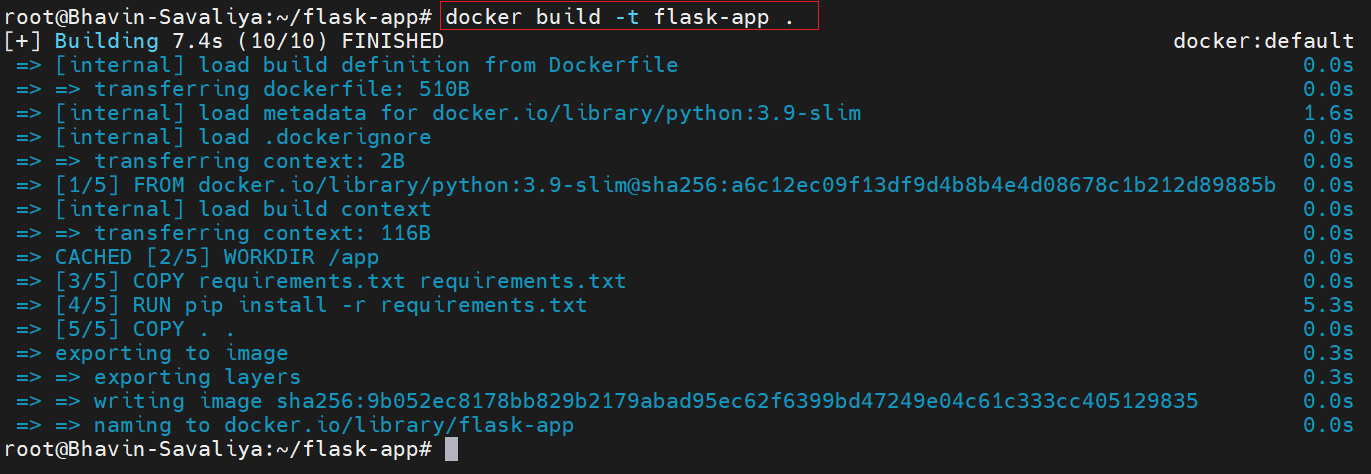 root@Bhavin-Savaliya:~/flask-app# docker build -t flask-app .
[+] Building 7.4s (10/10) FINISHED docker:default
=> [internal] load build definition from Dockerfile 0.0s
=> => transferring dockerfile: 510B 0.0s
=> [internal] load metadata for docker.io/library/python:3.9-slim 1.6s
=> [internal] load .dockerignore 0.0s
=> => transferring context: 2B 0.0s
=> [1/5] FROM docker.io/library/python:3.9-slim@sha256:a6c12ec09f13df9d4b8b4e4d08678c1b212d89885b 0.0s
=> [internal] load build context 0.0s
=> => transferring context: 116B 0.0s
=> CACHED [2/5] WORKDIR /app 0.0s
=> [3/5] COPY requirements.txt requirements.txt 0.0s
=> [4/5] RUN pip install -r requirements.txt 5.3s
=> [5/5] COPY . . 0.0s
=> exporting to image 0.3s
=> => exporting layers 0.3s
=> => writing image sha256:9b052ec8178bb829b2179abad95ec62f6399bd47249e04c61c333cc405129835 0.0s
=> => naming to docker.io/library/flask-app 0.0s
root@Bhavin-Savaliya:~/flask-app#